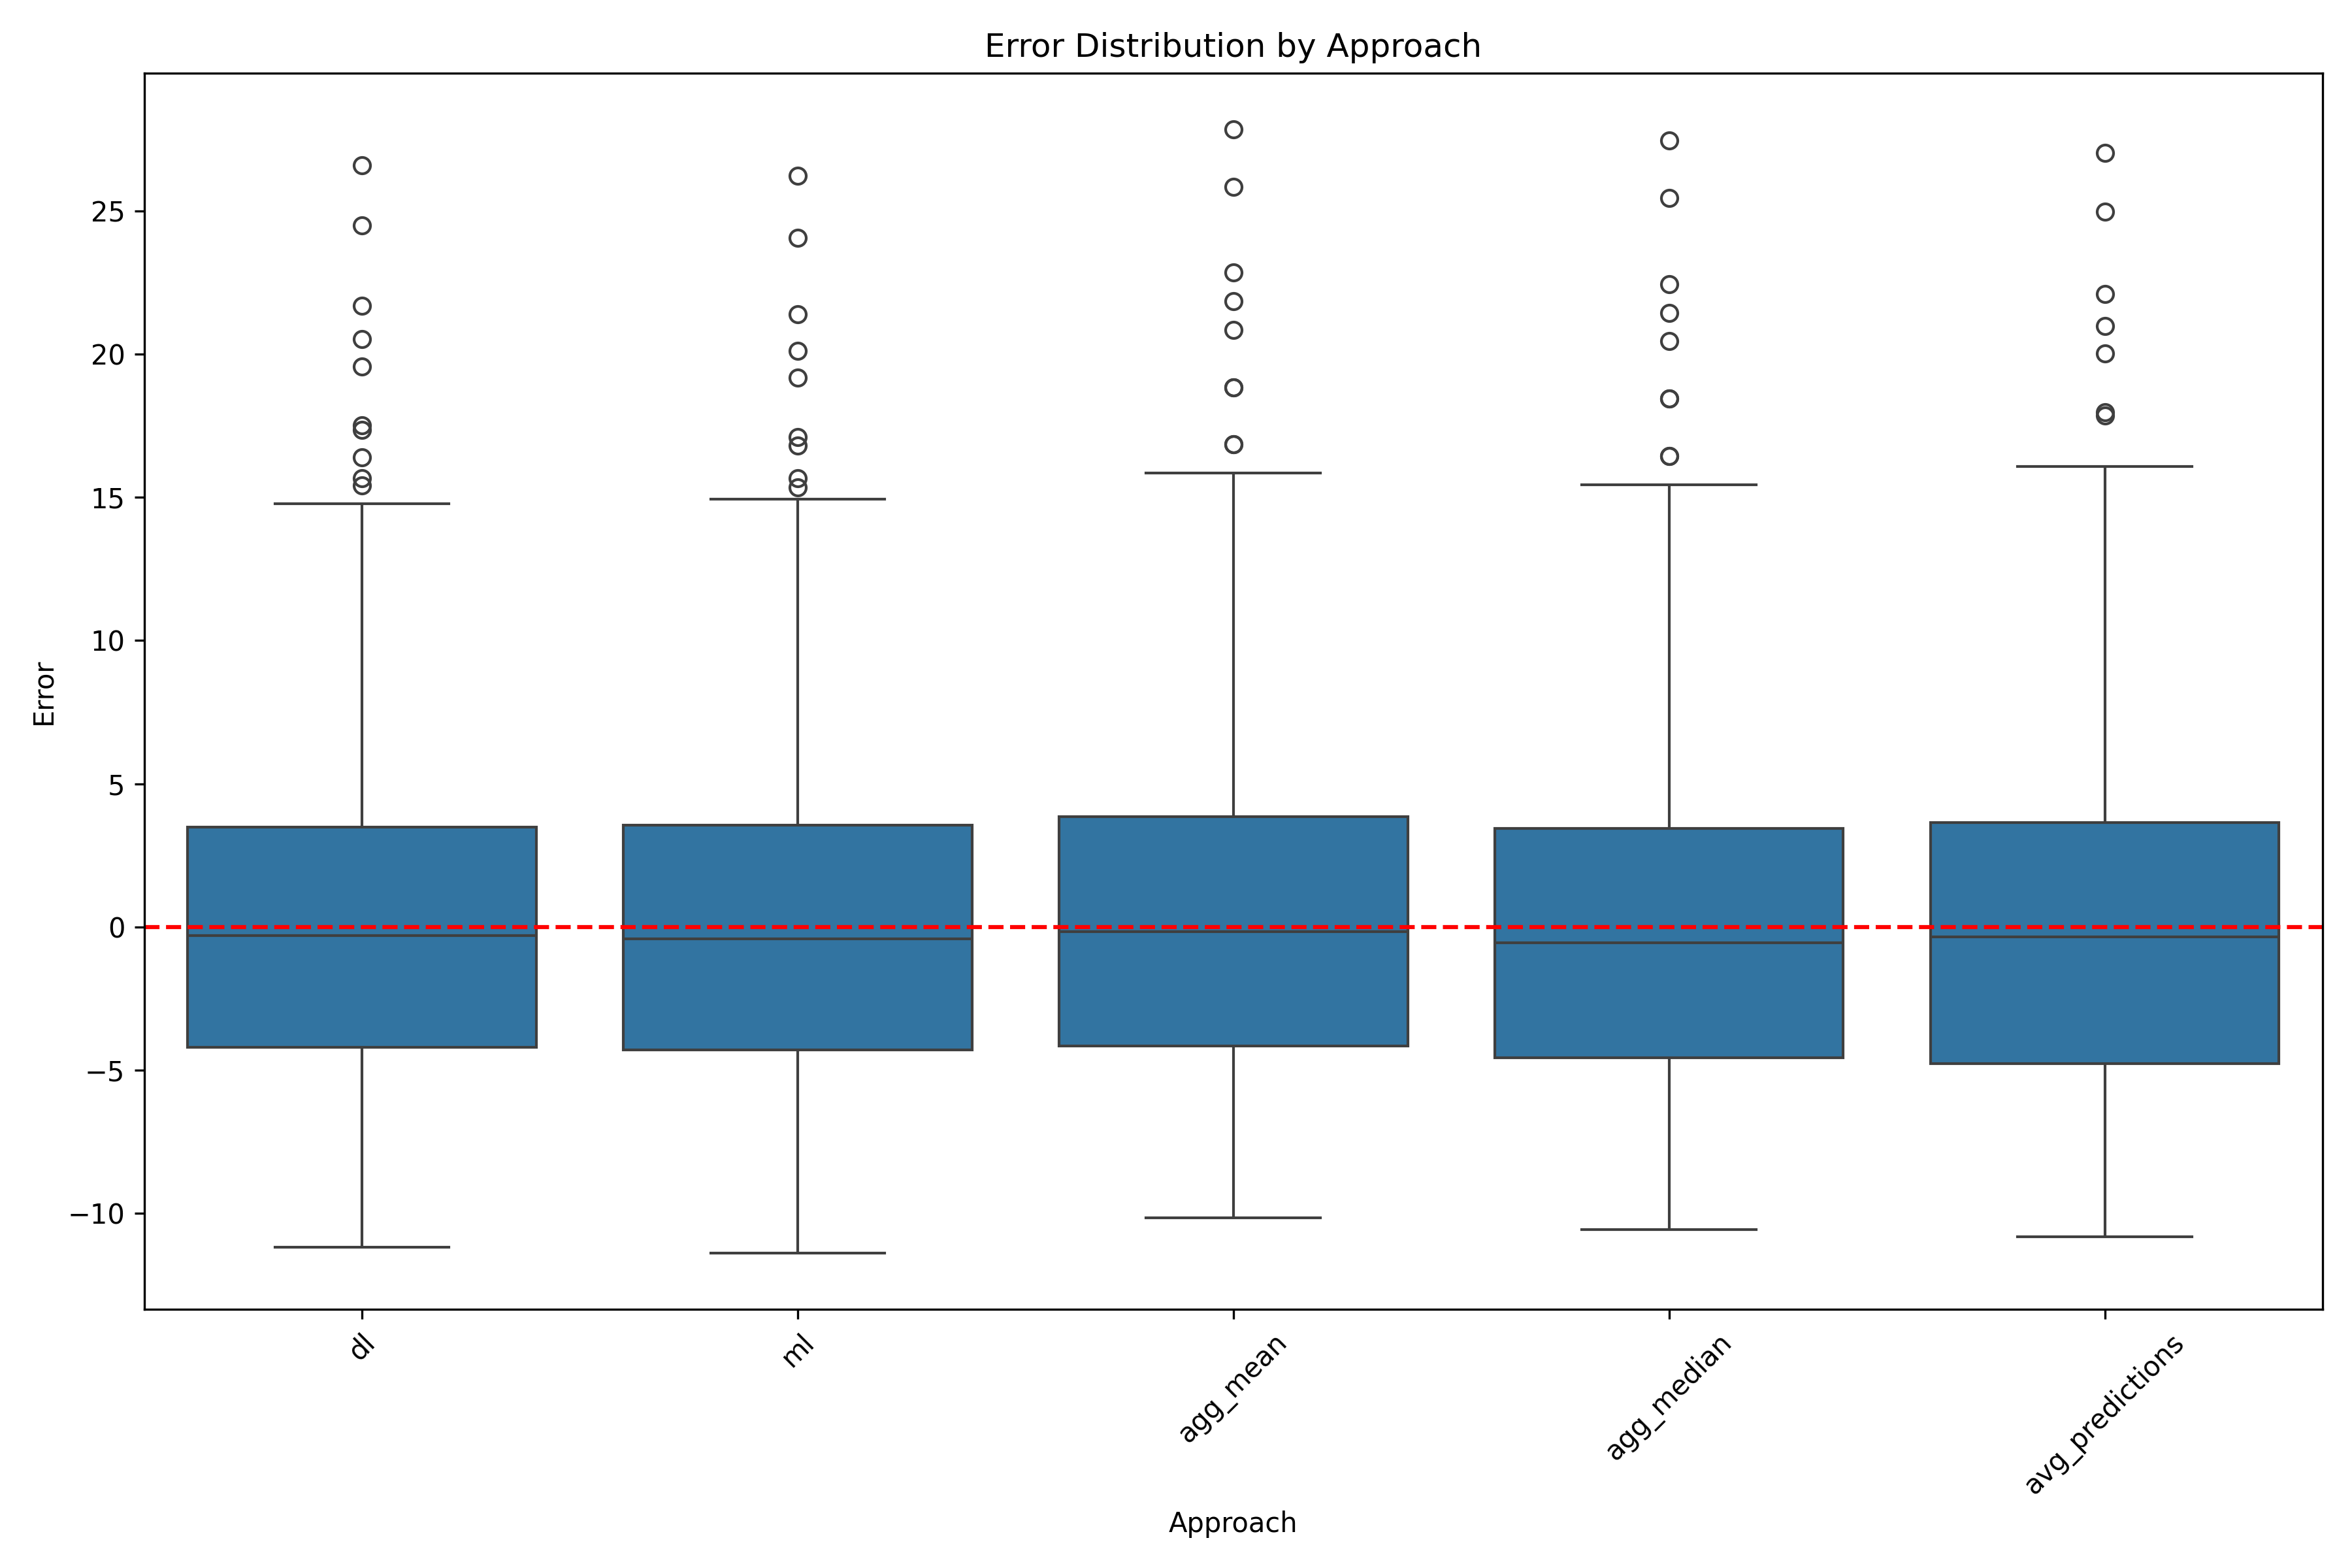 Error Distribution by Approach
Error
25
20
15
10
5
0
−5
−10
dl
ml
agg_mean
agg_median
avg_predictions
Approach